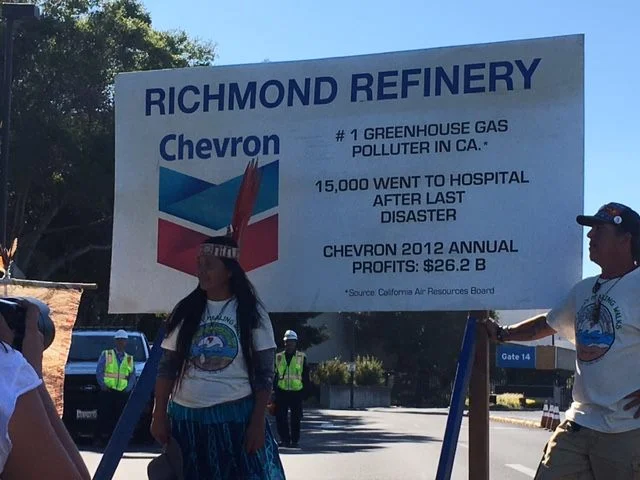 RICHMOND REFINERY
Chevron
# 1 GREENHOUSE GAS
POLLUTER IN CA.*
15,000 WENT TO HOSPITAL
AFTER LAST
DISASTER
CHEVRON 2012 ANNUAL
PROFITS: $26.2 B
*Source: California Air Resources Board
Gate 14